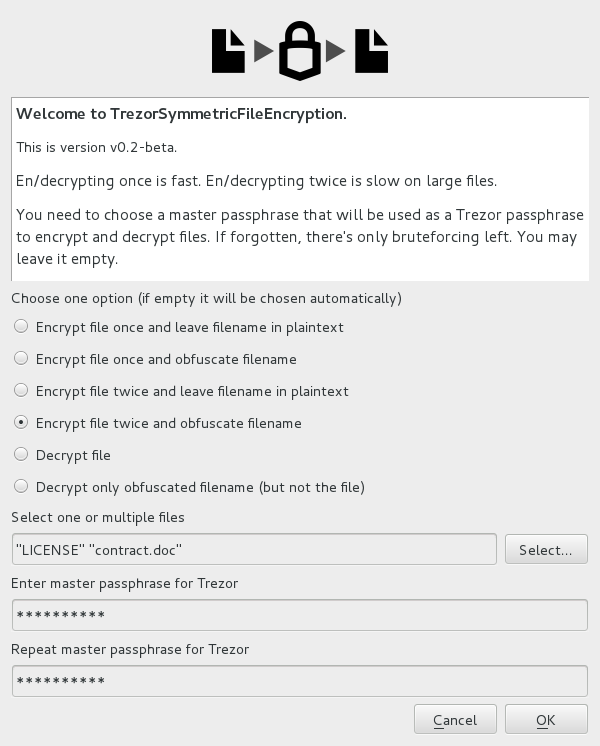 Welcome to TrezorSymmetricFileEncryption.
This is version v0.2-beta.
En/decrypting once is fast. En/decrypting twice is slow on large files.
You need to choose a master passphrase that will be used as a Trezor passphrase
to encrypt and decrypt files. If forgotten, there's only bruteforcing left. You may
leave it empty.
Choose one option (if empty it will be chosen automatically)
Encrypt file once and leave filename in plaintext
Encrypt file once and obfuscate filename
Encrypt file twice and leave filename in plaintext
Encrypt file twice and obfuscate filename
Decrypt file
Decrypt only obfuscated filename (but not the file)
Select one or multiple files
"LICENSE" "contract.doc"
Select...
Enter master passphrase for Trezor
**********
Repeat master passphrase for Trezor
**********
Cancel
OK